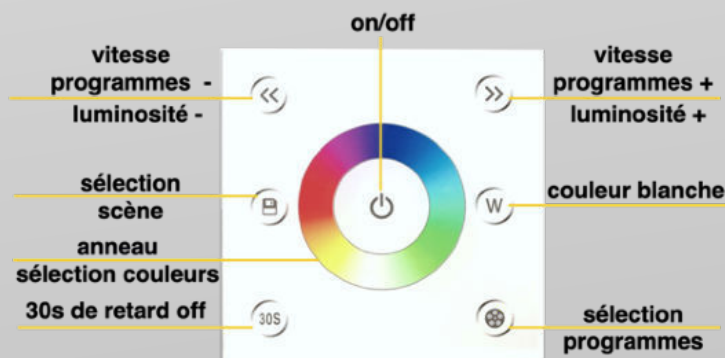 on/off
vitesse
programmes -
luminosité -
vitesse
programmes +
luminosité +
sélection
scène
couleur blanche
W
anneau
sélection couleurs
30s de retard off
30S
sélection
programmes